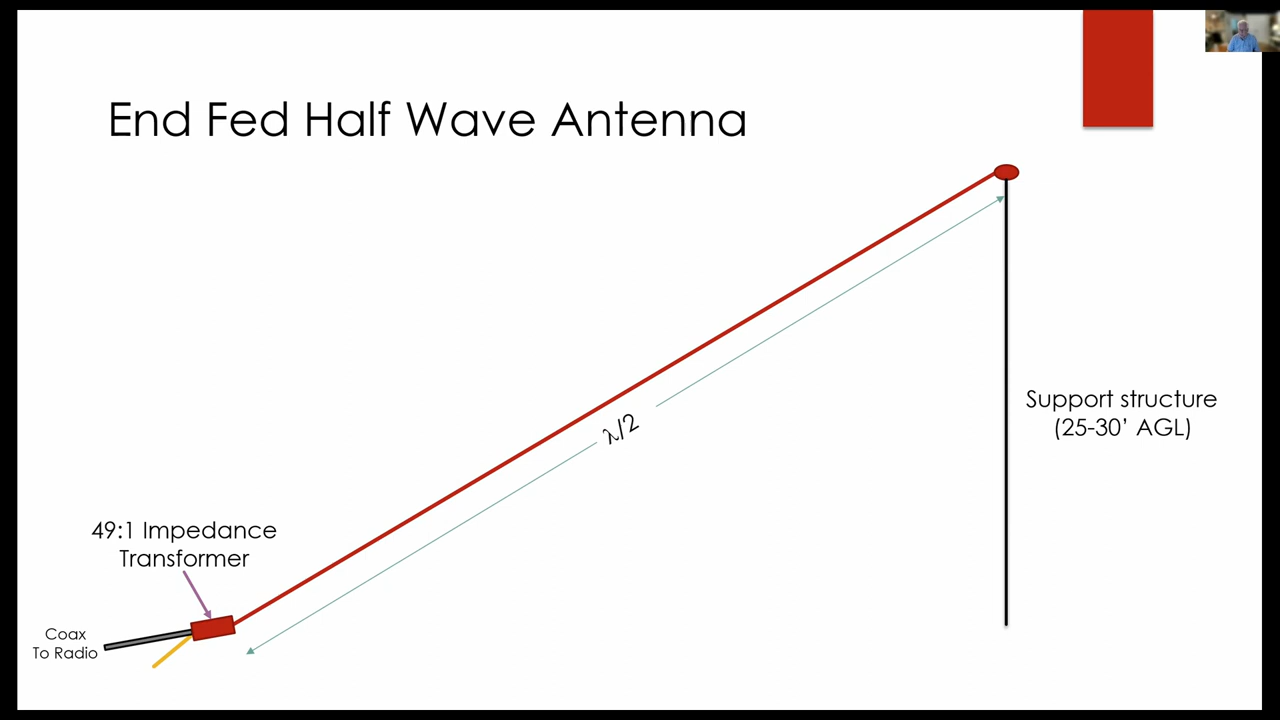 End Fed Half Wave Antenna
λ/2
Support structure
(25-30’ AGL)
49:1 Impedance
Transformer
Coax
To Radio